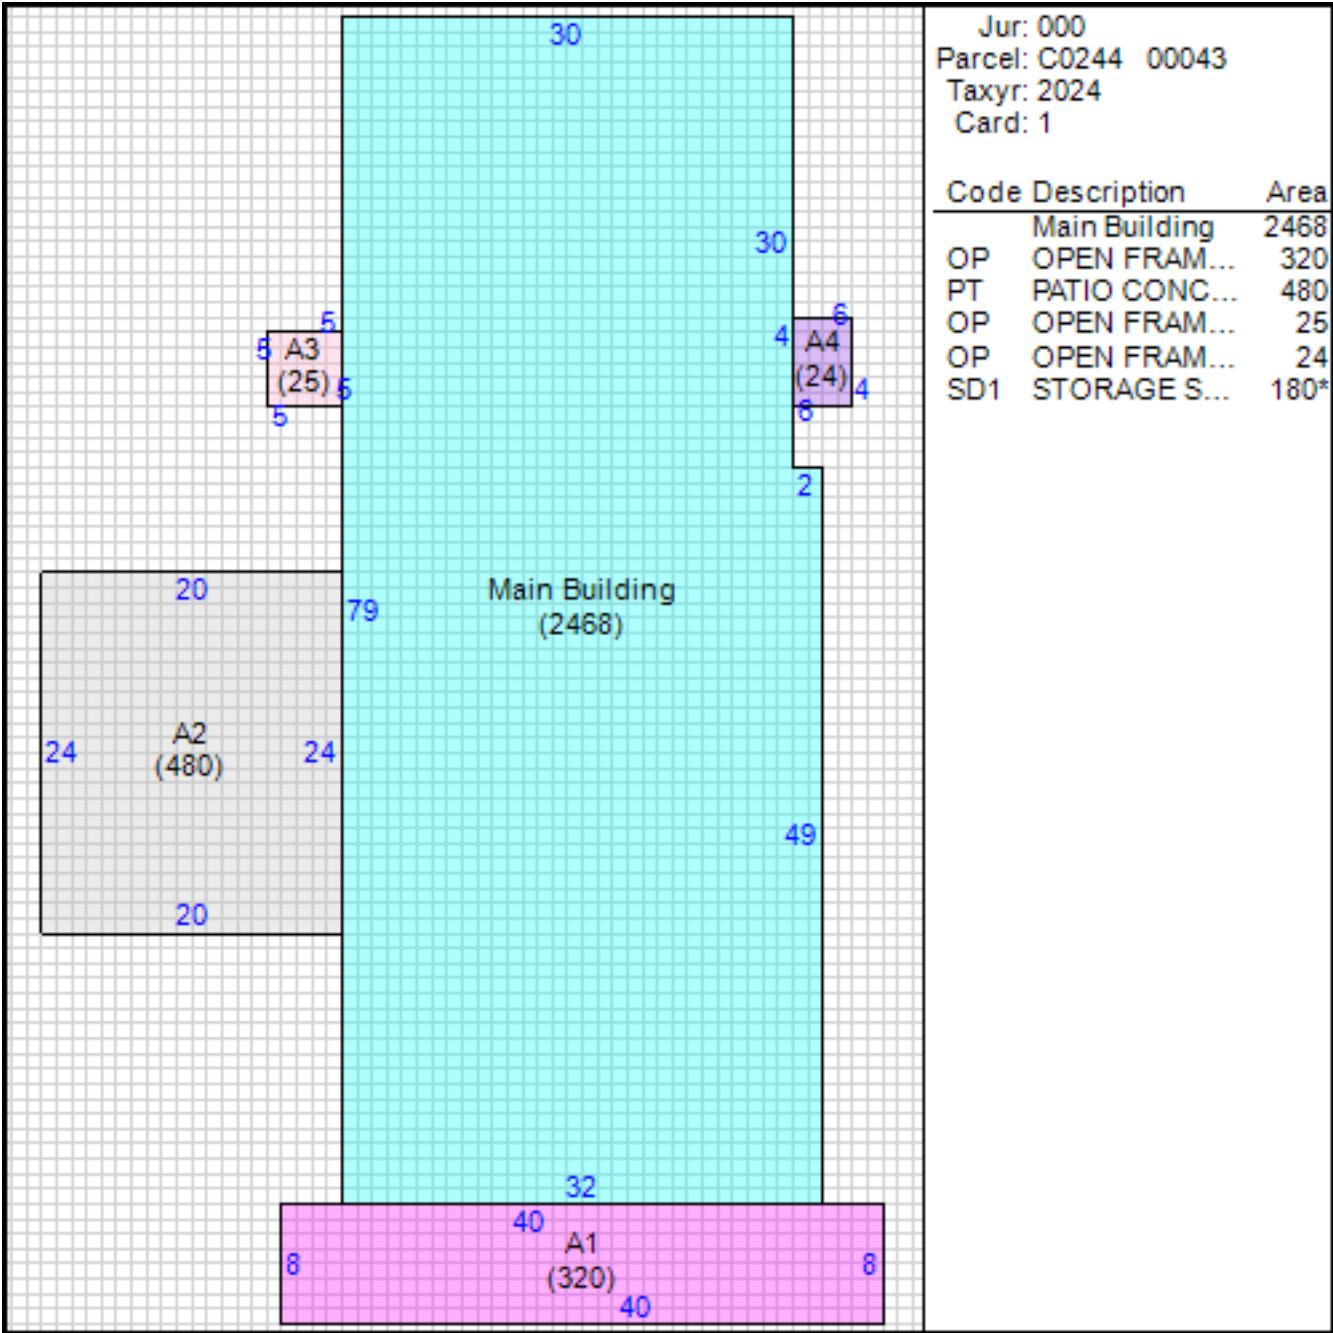 Jur: 000
Parcel: C0244 00043
Taxyr: 2024
Card: 1
Code Description Area
Main Building 2468
OP OPEN FRAM... 320
PT PATIO CONC... 480
OP OPEN FRAM... 25
OP OPEN FRAM... 24
SD1 STORAGE S... 180*
30
30
5
5
A3
(25)
5
5
6
4
A4
(24)
4
6
2
20
79
Main Building
(2468)
24
A2
(480)
24
49
20
32
40
8
A1
(320)
8
40